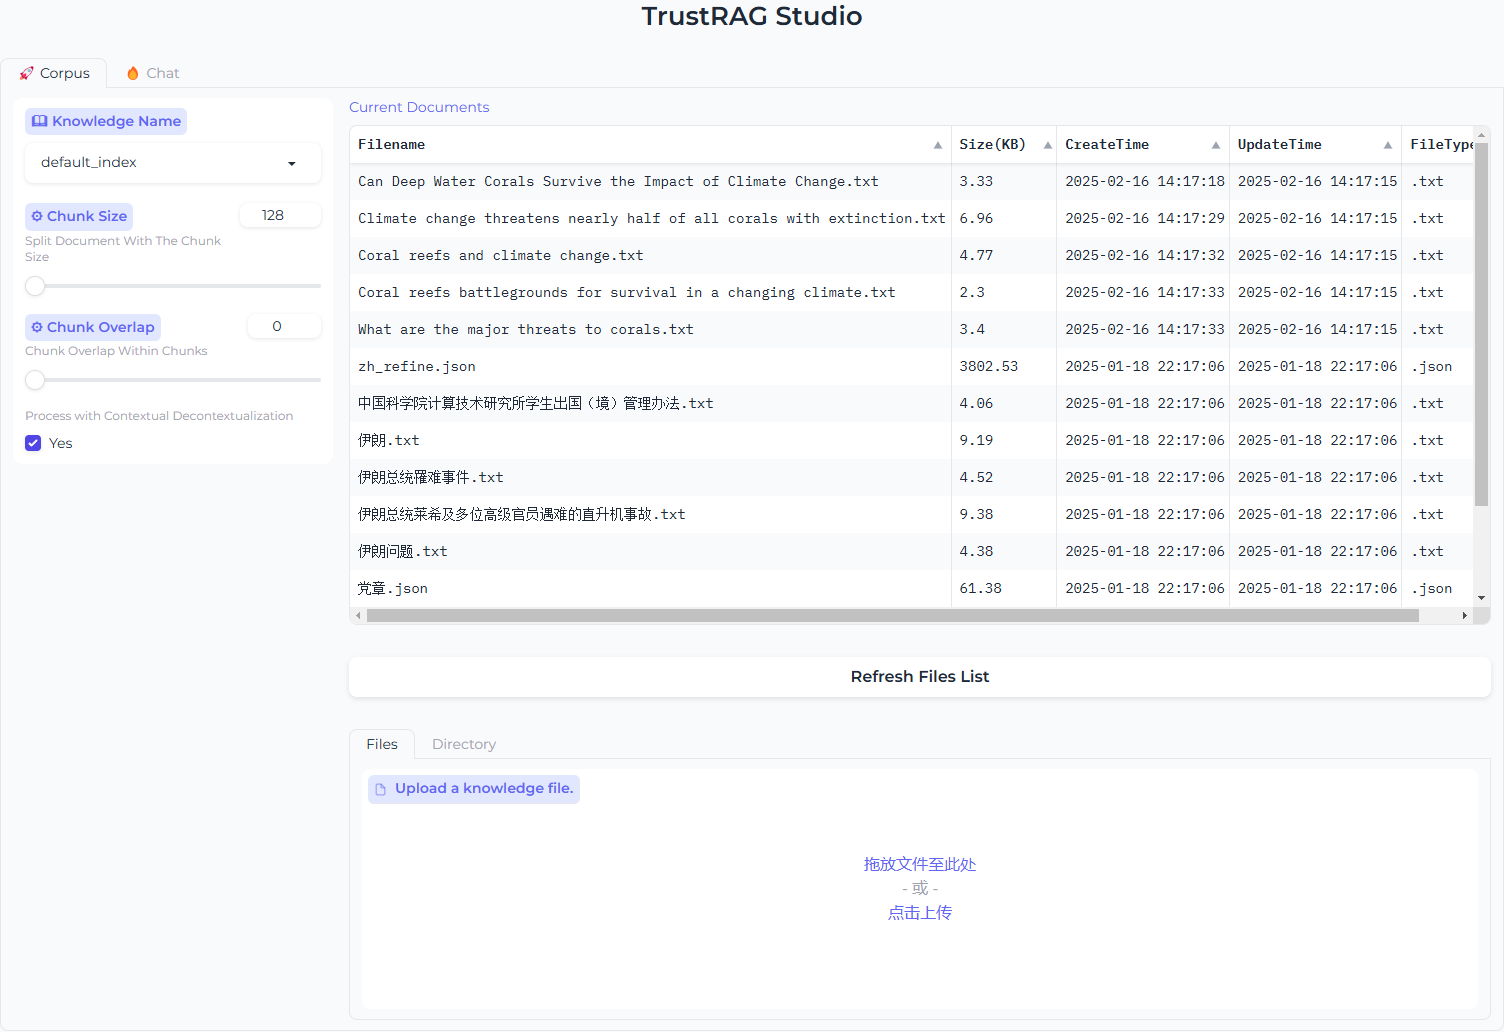 TrustRAG Studio
🚀 Corpus
🔥 Chat
Knowledge Name
default_index
Chunk Size
128
Split Document With The Chunk
Size
Chunk Overlap
0
Chunk Overlap Within Chunks
Process with Contextual Decontextualization
Yes
Current Documents
Filename Size(KB) CreateTime UpdateTime FileType
Can Deep Water Corals Survive the Impact of Climate Change.txt 3.33 2025-02-16 14:17:18 2025-02-16 14:17:15 .txt
Climate change threatens nearly half of all corals with extinction.txt 6.96 2025-02-16 14:17:29 2025-02-16 14:17:15 .txt
Coral reefs and climate change.txt 4.77 2025-02-16 14:17:32 2025-02-16 14:17:15 .txt
Coral reefs battlegrounds for survival in a changing climate.txt 2.3 2025-02-16 14:17:33 2025-02-16 14:17:15 .txt
What are the major threats to corals.txt 3.4 2025-02-16 14:17:33 2025-02-16 14:17:15 .txt
zh_refine.json 3802.53 2025-01-18 22:17:06 2025-01-18 22:17:06 .json
中国科学院计算技术研究所学生出国（境）管理办法.txt 4.06 2025-01-18 22:17:06 2025-01-18 22:17:06 .txt
伊朗.txt 9.19 2025-01-18 22:17:06 2025-01-18 22:17:06 .txt
伊朗总统罹难事件.txt 4.52 2025-01-18 22:17:06 2025-01-18 22:17:06 .txt
伊朗总统莱希及多位高级官员遇难的直升机事故.txt 9.38 2025-01-18 22:17:06 2025-01-18 22:17:06 .txt
伊朗问题.txt 4.38 2025-01-18 22:17:06 2025-01-18 22:17:06 .txt
党章.json 61.38 2025-01-18 22:17:06 2025-01-18 22:17:06 .json
Refresh Files List
Files
Directory
Upload a knowledge file.
拖放文件至此处
- 或 -
点击上传